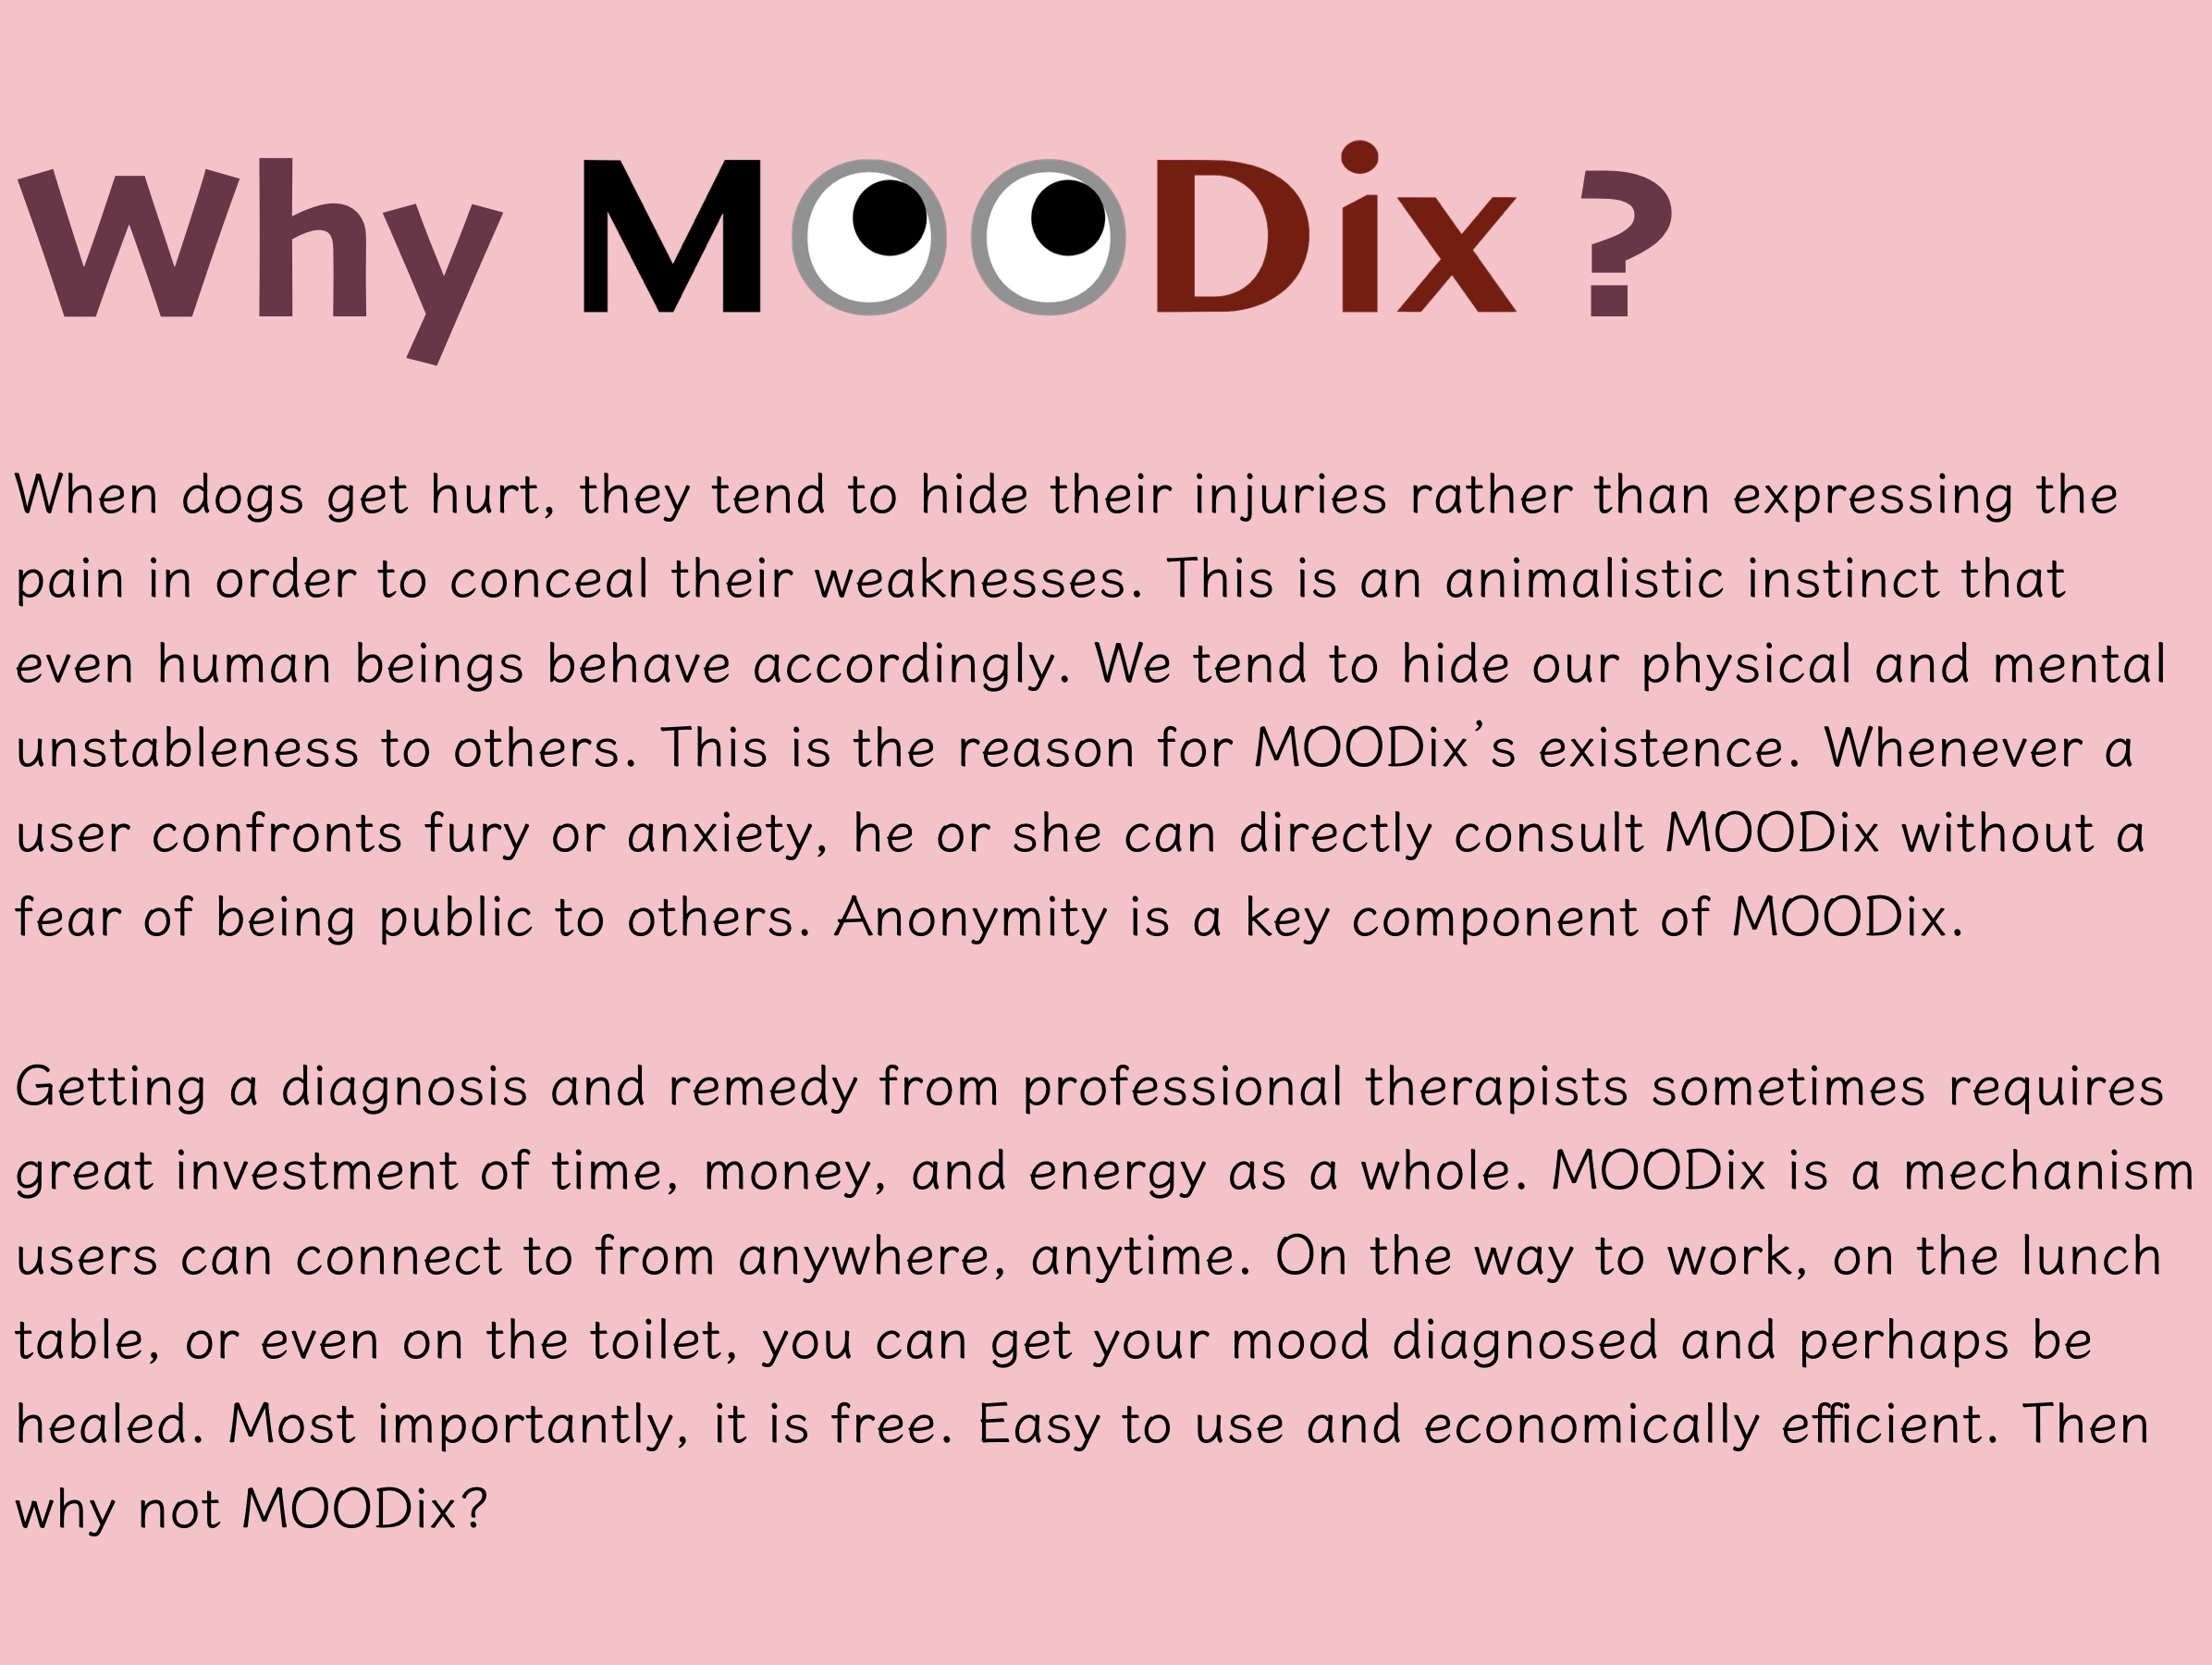 Why MOODix ?
When dogs get hurt, they tend to hide their injuries rather than expressing the
pain in order to conceal their weaknesses. This is an animalistic instinct that
even human beings behave accordingly. We tend to hide our physical and mental
unstableness to others. This is the reason for MOODix’s existence. Whenever a
user confronts fury or anxiety, he or she can directly consult MOODix without a
fear of being public to others. Anonymity is a key component of MOODix.
Getting a diagnosis and remedy from professional therapists sometimes requires
great investment of time, money, and energy as a whole. MOODix is a mechanism
users can connect to from anywhere, anytime. On the way to work, on the lunch
table, or even on the toilet, you can get your mood diagnosed and perhaps be
healed. Most importantly, it is free. Easy to use and economically efficient. Then
why not MOODix?